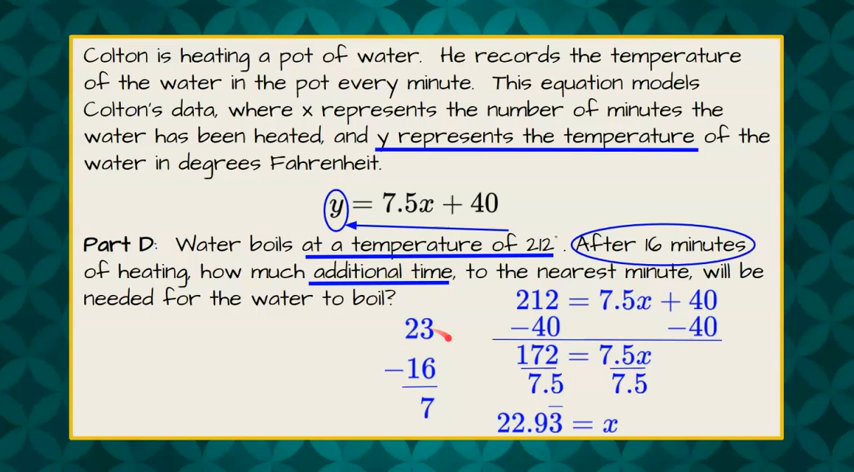 Colton is heating a pot of water. He records the temperature
of the water in the pot every minute. This equation models
Colton's data, where x represents the number of minutes the
water has been heated, and y represents the temperature of the
water in degrees Fahrenheit.
y = 7.5x + 40
Part D: Water boils at a temperature of 212°. After 16 minutes
of heating, how much additional time, to the nearest minute, will be
needed for the water to boil?
212 = 7.5x + 40
23 −40 −40
−16 172 = 7.5x
7.5 7.5
7
22.93̅ = x